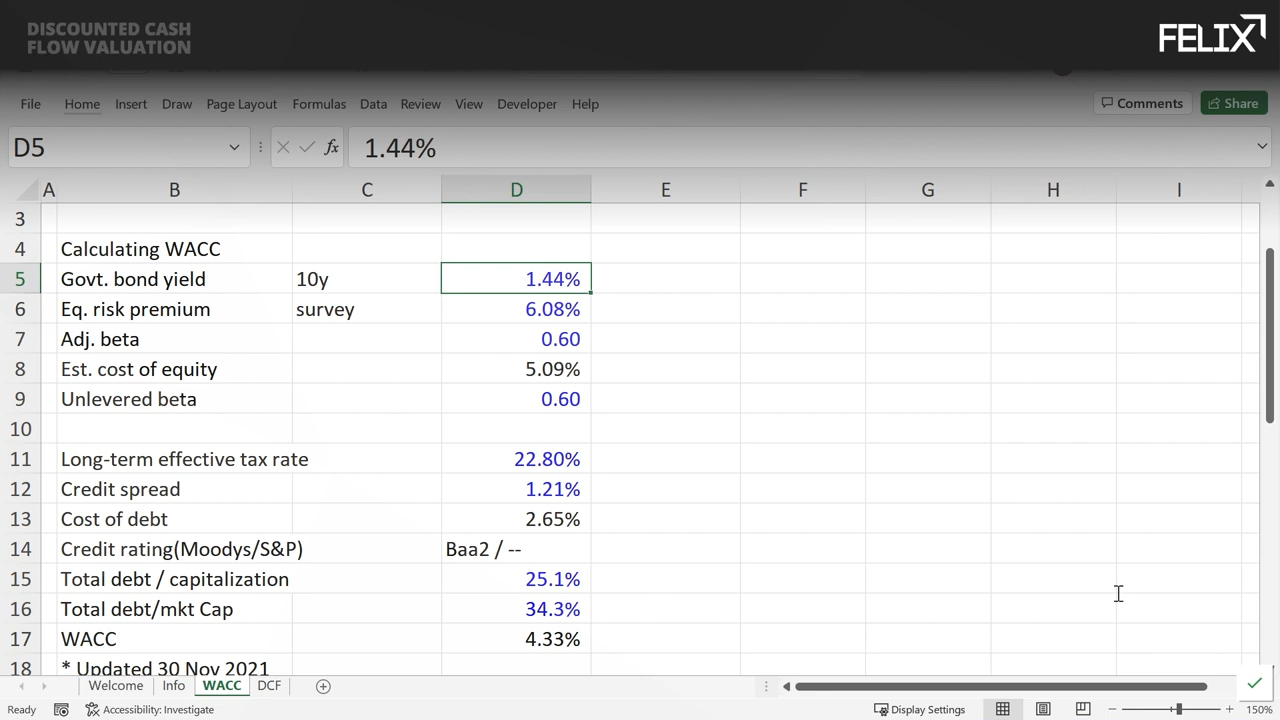 DISCOUNTED CASH
FLOW VALUATION
FELIX
File Home Insert Draw Page Layout Formulas Data Review View Developer Help Comments Share
D5 fx 1.44%
A B C D E F G H I
3
4 Calculating WACC
5 Govt. bond yield 10y 1.44%
6 Eq. risk premium survey 6.08%
7 Adj. beta 0.60
8 Est. cost of equity 5.09%
9 Unlevered beta 0.60
10
11 Long-term effective tax rate 22.80%
12 Credit spread 1.21%
13 Cost of debt 2.65%
14 Credit rating(Moodys/S&P) Baa2 / --
15 Total debt / capitalization 25.1%
16 Total debt/mkt Cap 34.3%
17 WACC 4.33%
18 * Updated 30 Nov 2021
Welcome Info WACC DCF
Ready Accessibility: Investigate Display Settings 150%